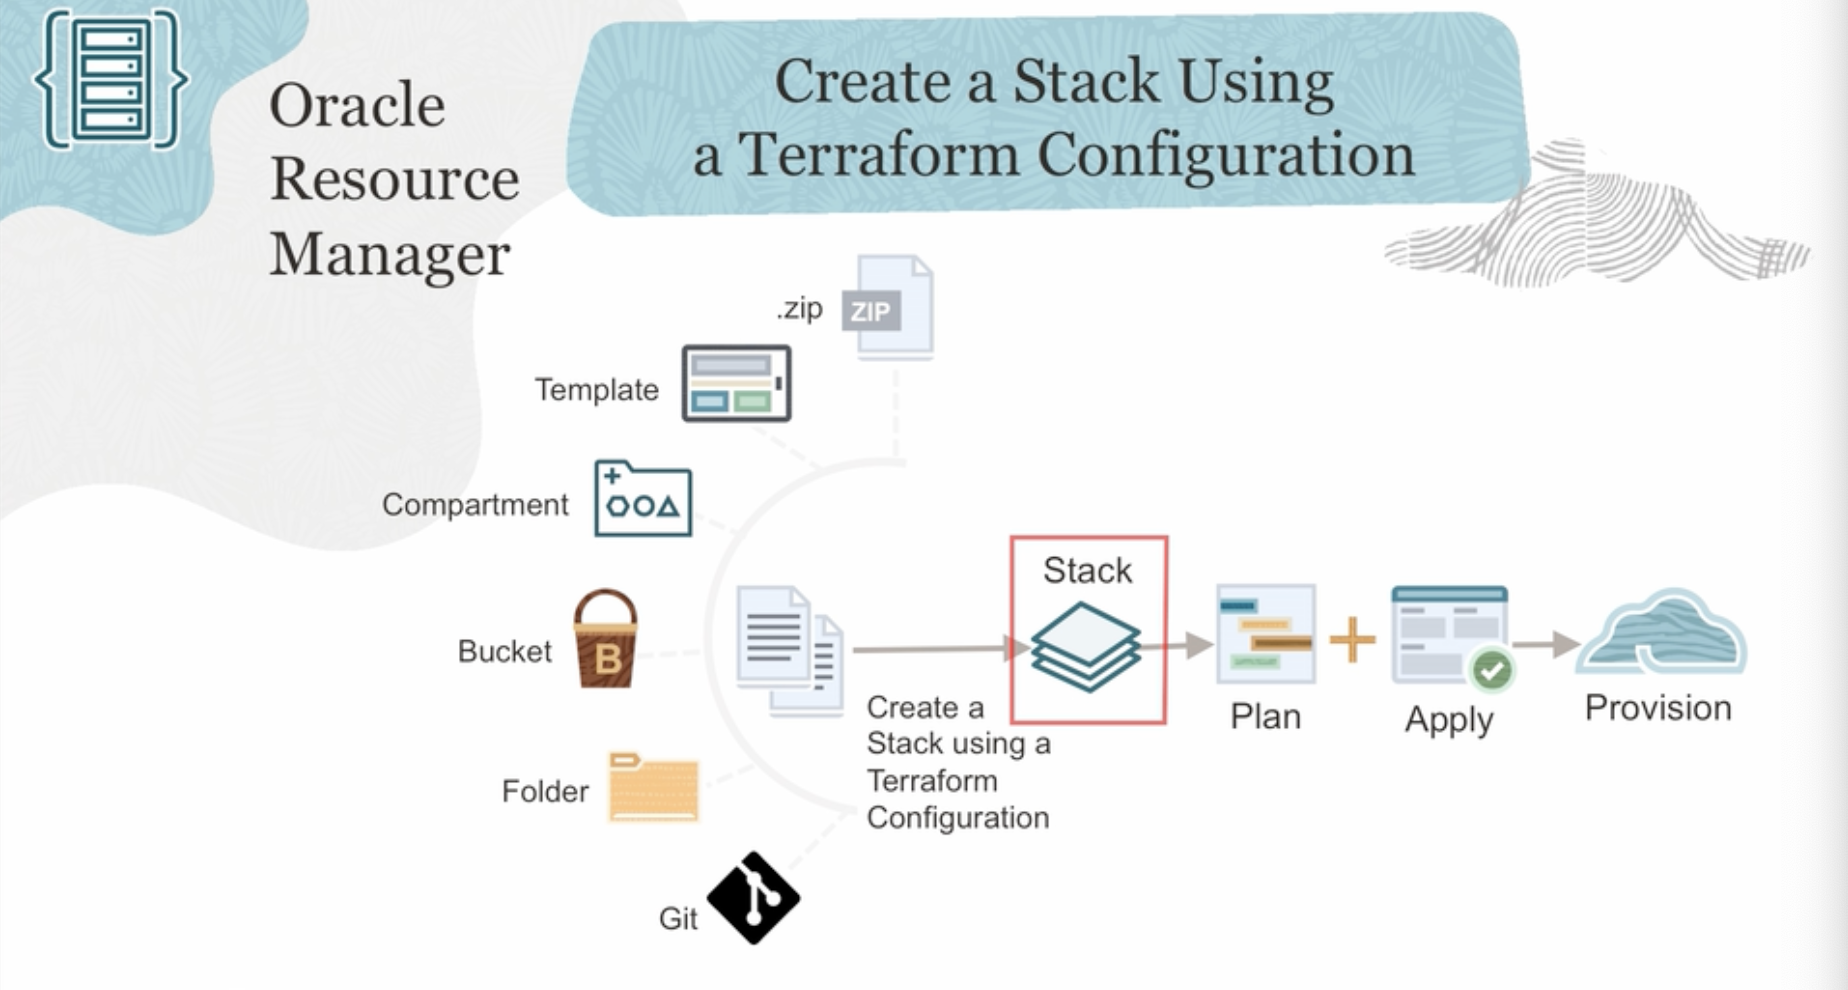 Oracle
Resource
Manager
Create a Stack Using
a Terraform Configuration
.zip
ZIP
Template
Compartment
Bucket
B
Folder
Git
Create a
Stack using a
Terraform
Configuration
Stack
Plan
Apply
Provision